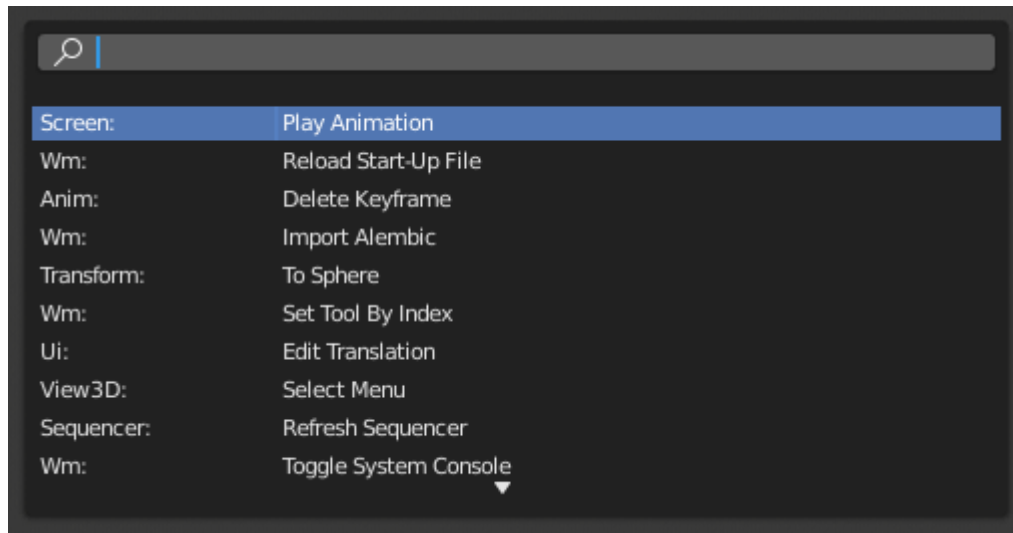 Screen: Play Animation
Wm: Reload Start-Up File
Anim: Delete Keyframe
Wm: Import Alembic
Transform: To Sphere
Wm: Set Tool By Index
Ui: Edit Translation
View3D: Select Menu
Sequencer: Refresh Sequencer
Wm: Toggle System Console